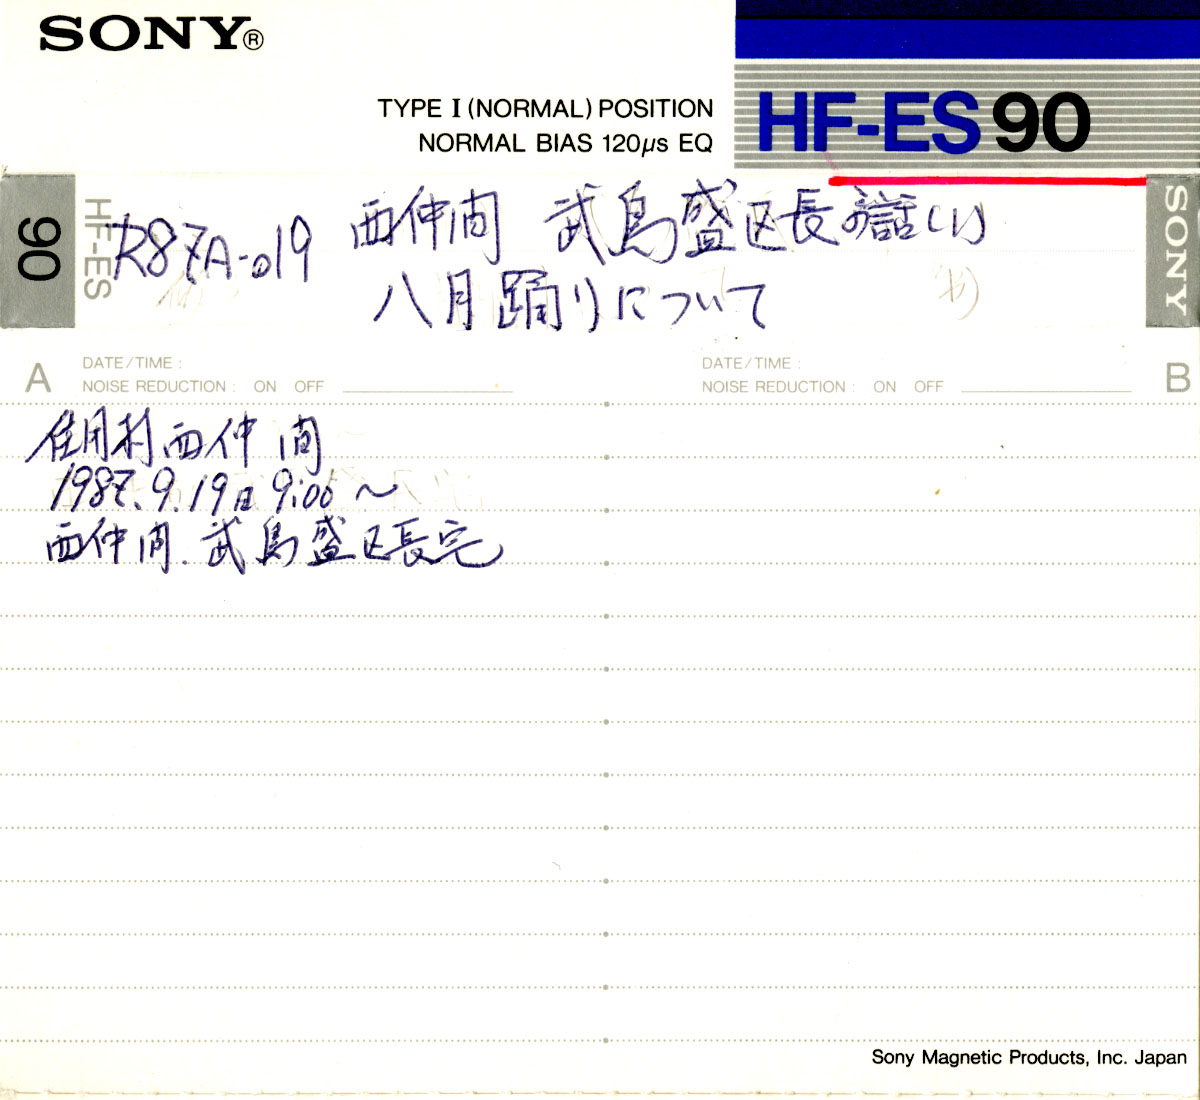 SONY®
TYPE I (NORMAL) POSITION
NORMAL BIAS 120μs EQ
HF-ES 90
90
HF-ES
R87A-019
西仲間 武島盛区長の話(1)
八月踊りについて
SONY
A DATE/TIME :
NOISE REDUCTION : ON OFF
DATE/TIME : B
NOISE REDUCTION : ON OFF
住用村西仲間
1987.9.19日 9:00~
西仲間.武島盛区長宅
Sony Magnetic Products, Inc. Japan